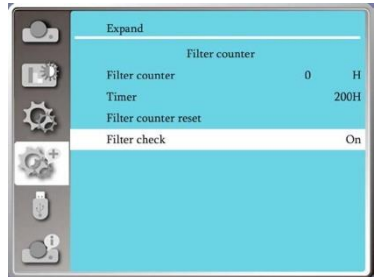 Expand
Filter counter
Filter counter 0 H
Timer 200H
Filter counter reset
Filter check On